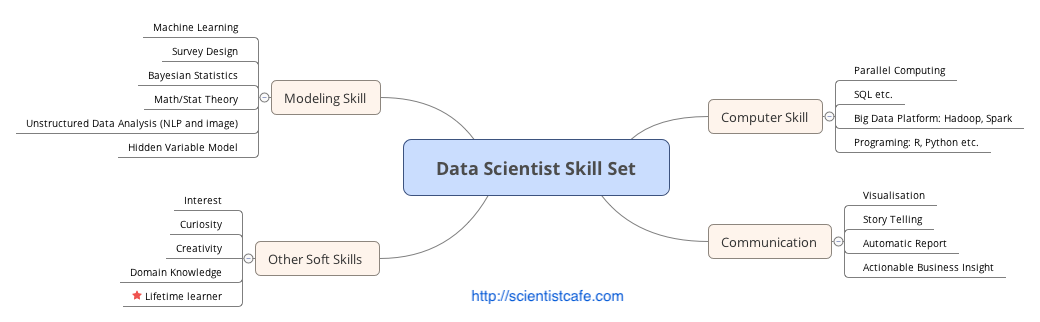 Data Scientist Skill Set
Modeling Skill
Machine Learning
Survey Design
Bayesian Statistics
Math/Stat Theory
Unstructured Data Analysis (NLP and image)
Hidden Variable Model
Other Soft Skills
Interest
Curiosity
Creativity
Domain Knowledge
Lifetime learner
Computer Skill
Parallel Computing
SQL etc.
Big Data Platform: Hadoop, Spark
Programing: R, Python etc.
Communication
Visualisation
Story Telling
Automatic Report
Actionable Business Insight
http://scientistcafe.com